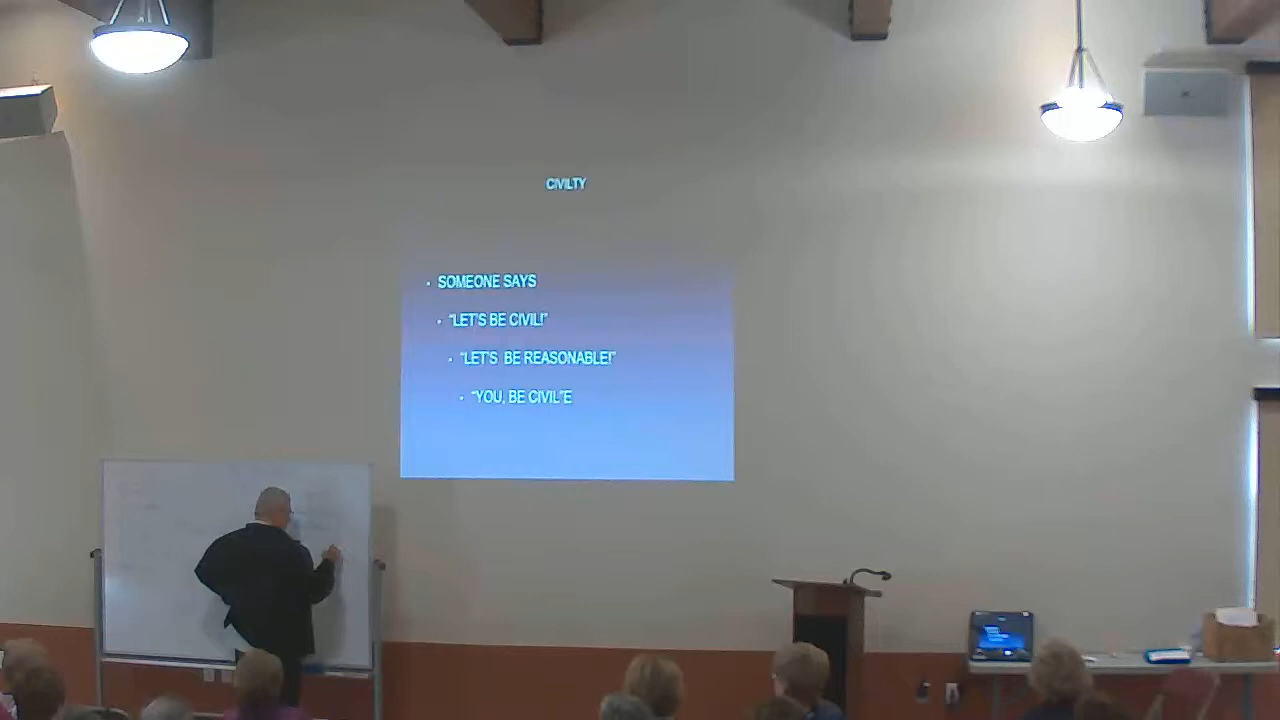 CIVILTY
• SOMEONE SAYS
• "LET'S BE CIVIL!"
• "LET'S BE REASONABLE!"
• "YOU, BE CIVIL"E